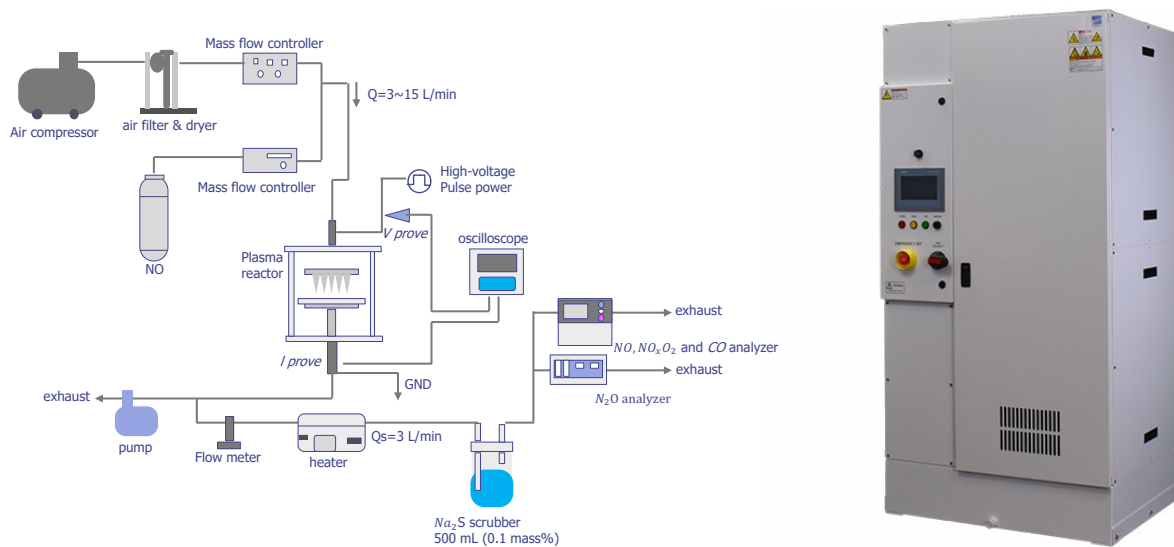 Mass flow controller
Q=3~15 L/min
Air compressor
air filter & dryer
Mass flow controller
High-voltage
Pulse power
V prove
oscilloscope
Plasma
reactor
NO
exhaust
I prove
NO, NOₓO₂ and CO analyzer
exhaust
GND
N₂O analyzer
exhaust
pump
Flow meter
heater
Qs=3 L/min
Na₂S scrubber
500 mL (0.1 mass%)
EMERGENCY OFF